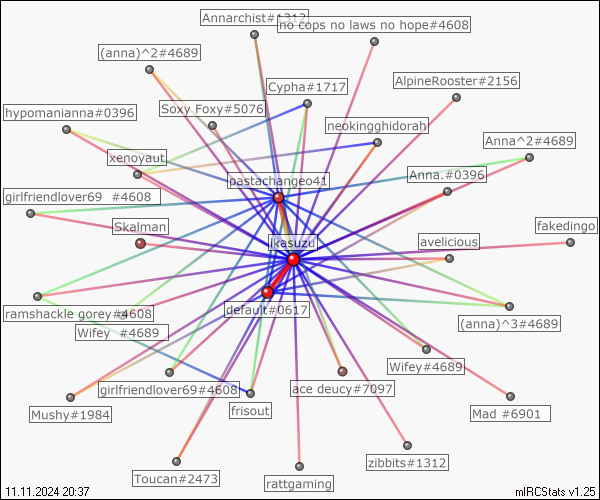 Annarchist#1312
no cops no laws no hope#4608
(anna)^2#4689
Cypha#1717
AlpineRooster#2156
hypomanianna#0396
Soxy Foxy#5076
neokingghidorah
Anna^2#4689
xenoyaut
pastachangeo41
Anna.#0396
girlfriendlover69 #4608
Skalman
ikasuzu
avelicious
fakedingo
ramshackle gorey#4608
default#0617
(anna)^3#4689
Wifey #4689
Wifey#4689
girlfriendlover69#4608
ace deucy#7097
Mushy#1984
frisout
Mad #6901
zibbits#1312
Toucan#2473
rattgaming
11.11.2024 20:37
mIRCStats v1.25